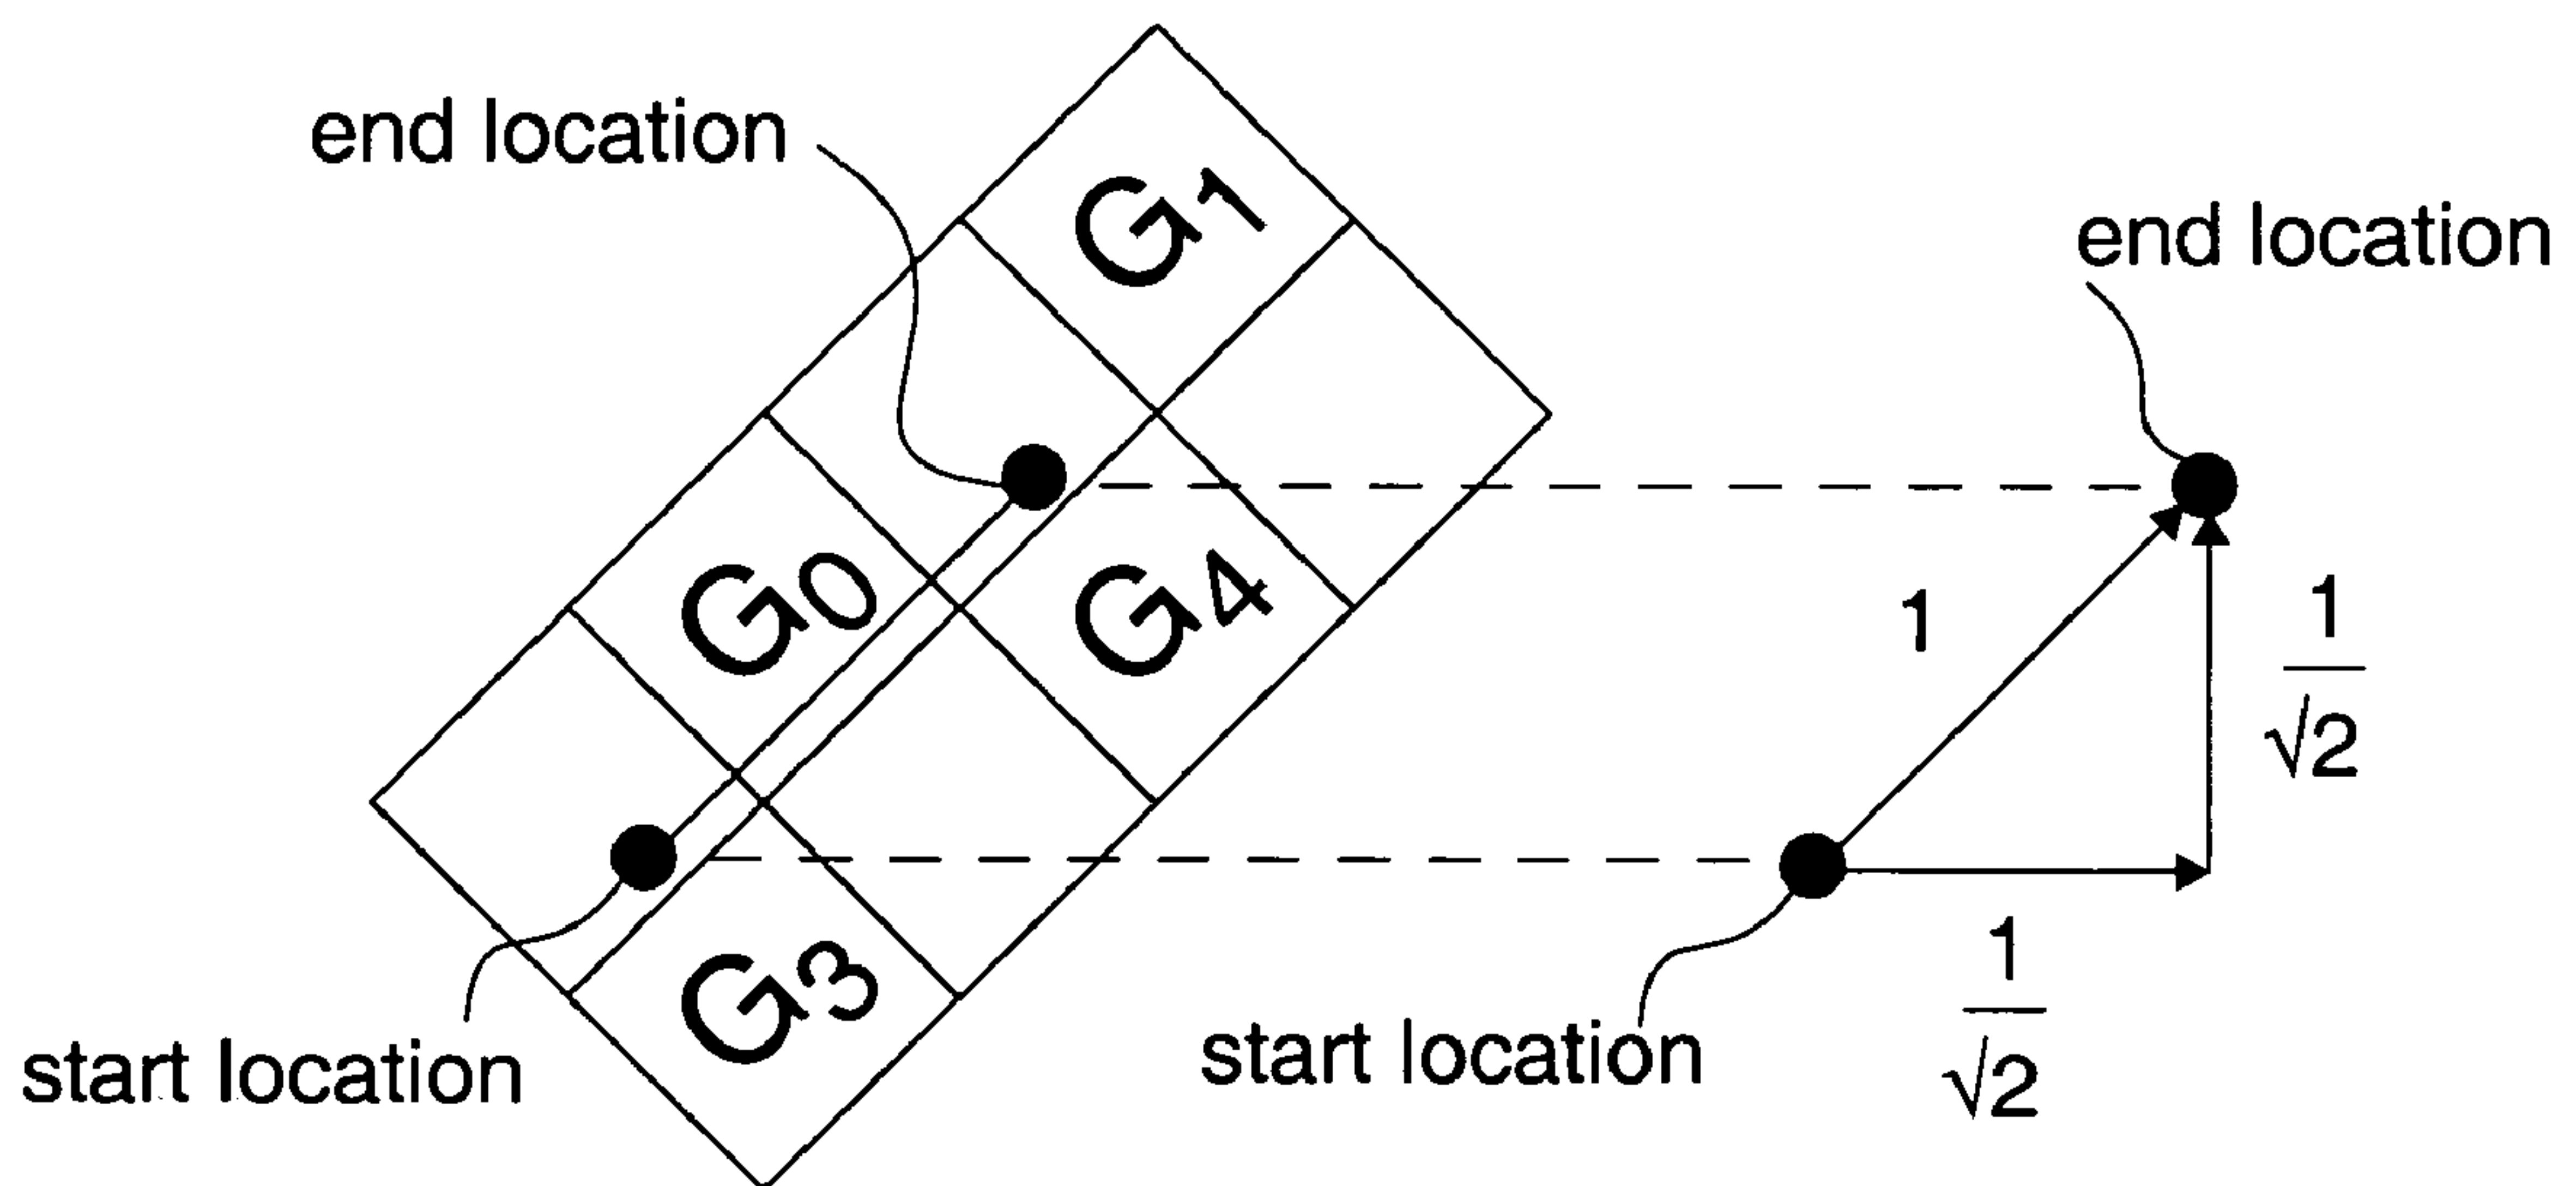 end location
G1
end location
G0
G4
1
1
√2
G3
1
√2
start location
start location